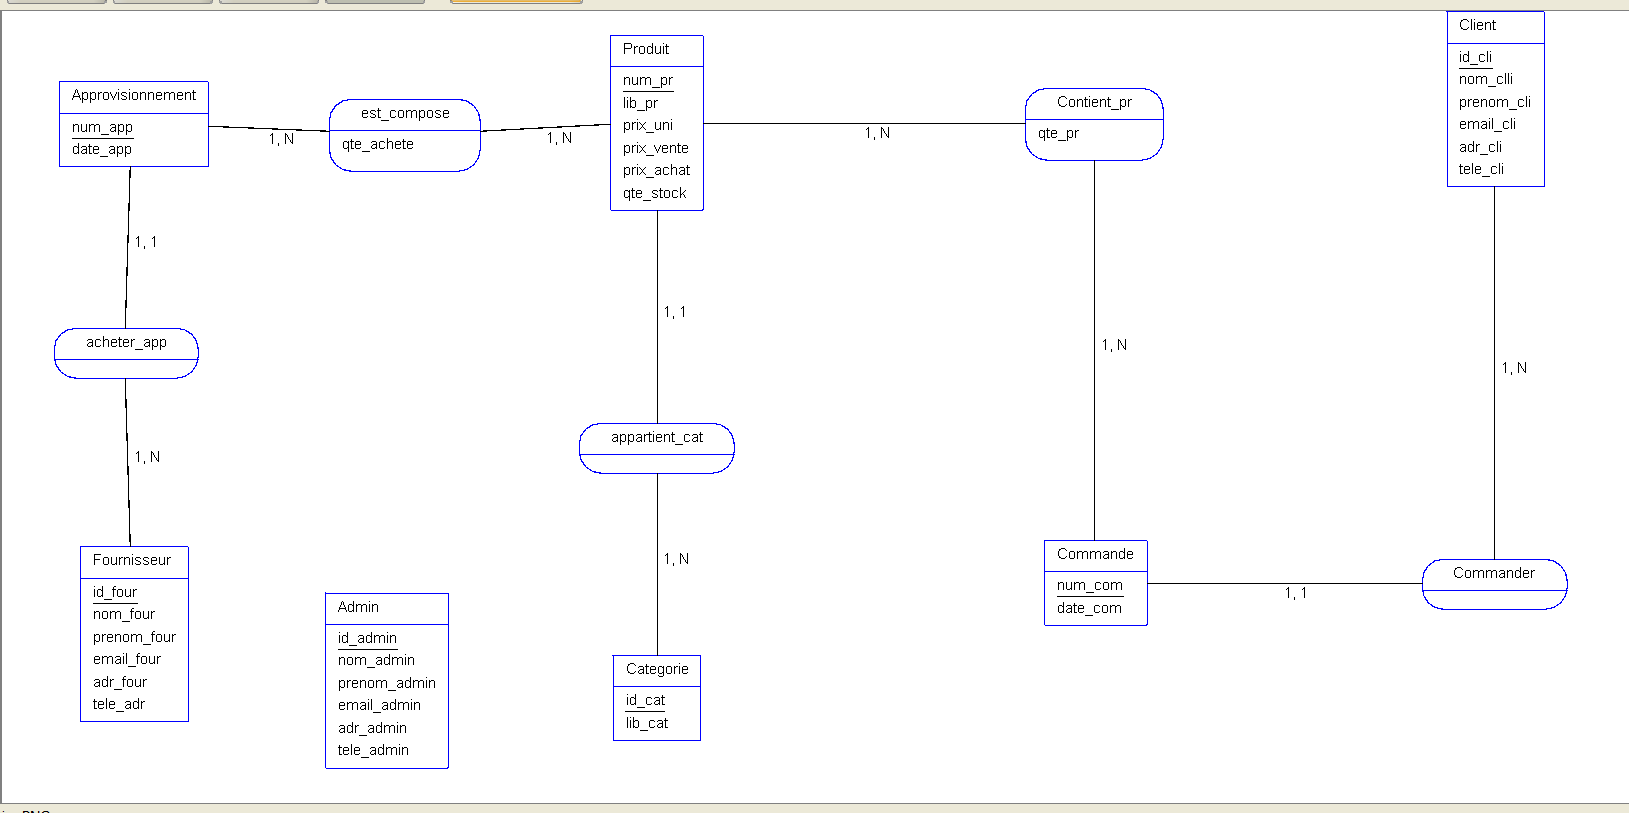 Approvisionnement
num_app
date_app
1, N
est_compose
qte_achete
1, N
Produit
num_pr
lib_pr
prix_uni
prix_vente
prix_achat
qte_stock
1, N
Contient_pr
qte_pr
Client
id_cli
nom_clli
prenom_cli
email_cli
adr_cli
tele_cli
1, 1
acheter_app
1, N
Fournisseur
id_four
nom_four
prenom_four
email_four
adr_four
tele_adr
Admin
id_admin
nom_admin
prenom_admin
email_admin
adr_admin
tele_admin
1, 1
appartient_cat
1, N
Categorie
id_cat
lib_cat
1, N
Commande
num_com
date_com
1, 1
Commander
1, N